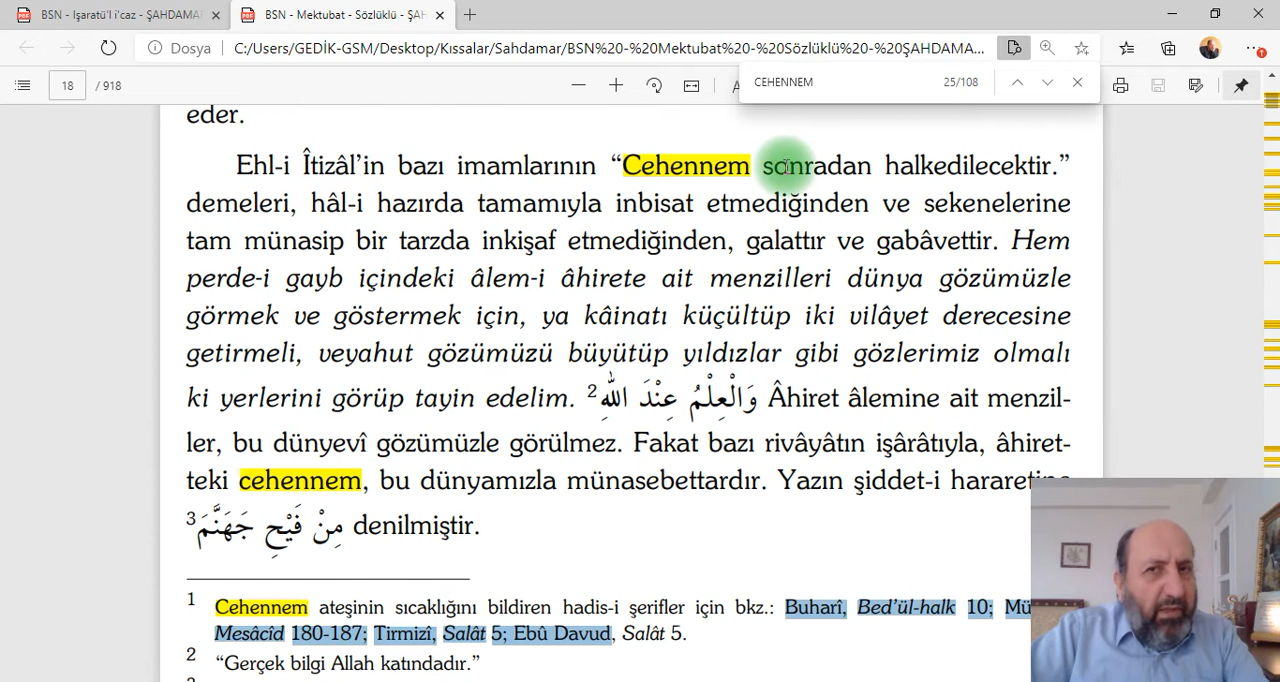 BSN - İşaratü'l i'caz - ŞAHDAMA
BSN - Mektubat - Sözlüklü - ŞAH
Dosya
C:/Users/GEDİK-GSM/Desktop/Kıssalar/Sahdamar/BSN%20-%20Mektubat%20-%20Sözlüklü%20-%20ŞAHDAMA...
18 / 918
CEHENNEM 25/108
eder.
Ehl-i Îtizâl’in bazı imamlarının “Cehennem sonradan halkedilecektir.”
demeleri, hâl-i hazırda tamamıyla inbisat etmediğinden ve sekenelerine
tam münasip bir tarzda inkişaf etmediğinden, galattır ve gabâvettir. Hem
perde-i gayb içindeki âlem-i âhirete ait menzilleri dünya gözümüzle
görmek ve göstermek için, ya kâinatı küçültüp iki vilâyet derecesine
getirmeli, veyahut gözümüzü büyütüp yıldızlar gibi gözlerimiz olmalı
ki yerlerini görüp tayin edelim. وَالْعِلْمُ عِنْدَ اللّٰهِ 2 Âhiret âlemine ait menzil-
ler, bu dünyevî gözümüzle görülmez. Fakat bazı rivâyâtın işârâtıyla, âhiret-
teki cehennem, bu dünyamızla münasebettardır. Yazın şiddet-i hararetine
مِنْ فَيْحِ جَهَنَّمَ 3 denilmiştir.
1 Cehennem ateşinin sıcaklığını bildiren hadis-i şerifler için bkz.: Buharî, Bed’ül-halk 10; Mü
Mesâcîd 180-187; Tirmizî, Salât 5; Ebû Davud, Salât 5.
2 “Gerçek bilgi Allah katındadır.”